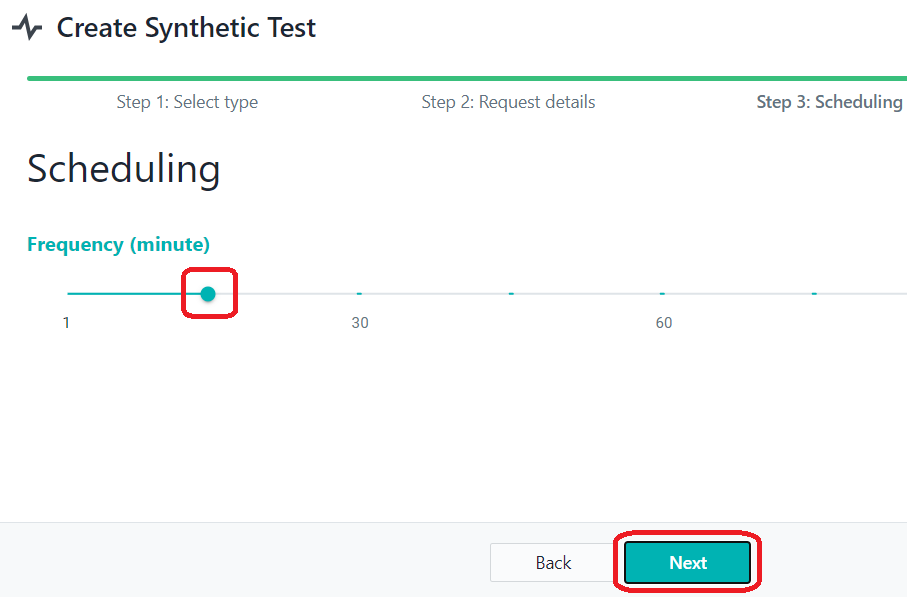 Create Synthetic Test
Step 1: Select type
Step 2: Request details
Step 3: Scheduling
Scheduling
Frequency (minute)
1
30
60
Back
Next